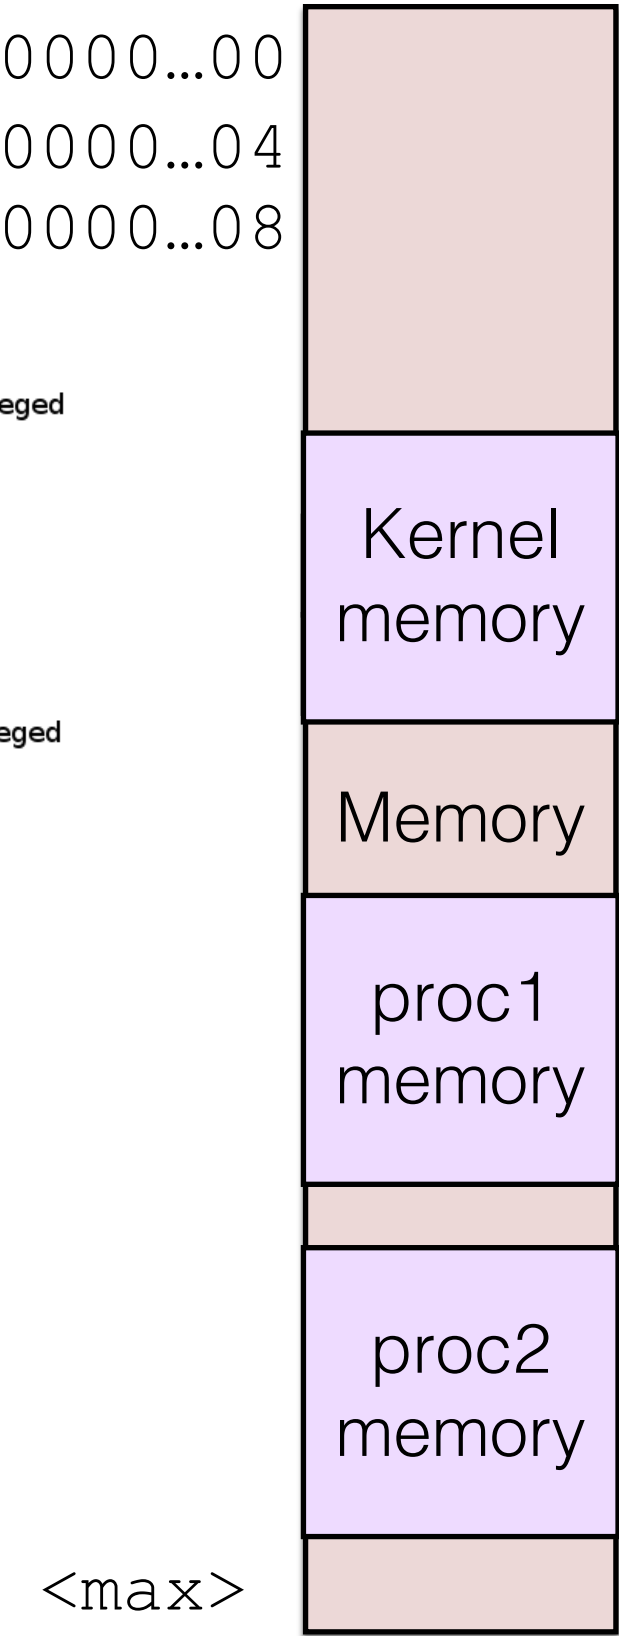 0000…00
0000…04
0000…08
eged
Kernel
memory
eged
Memory
proc1
memory
proc2
memory
<max>